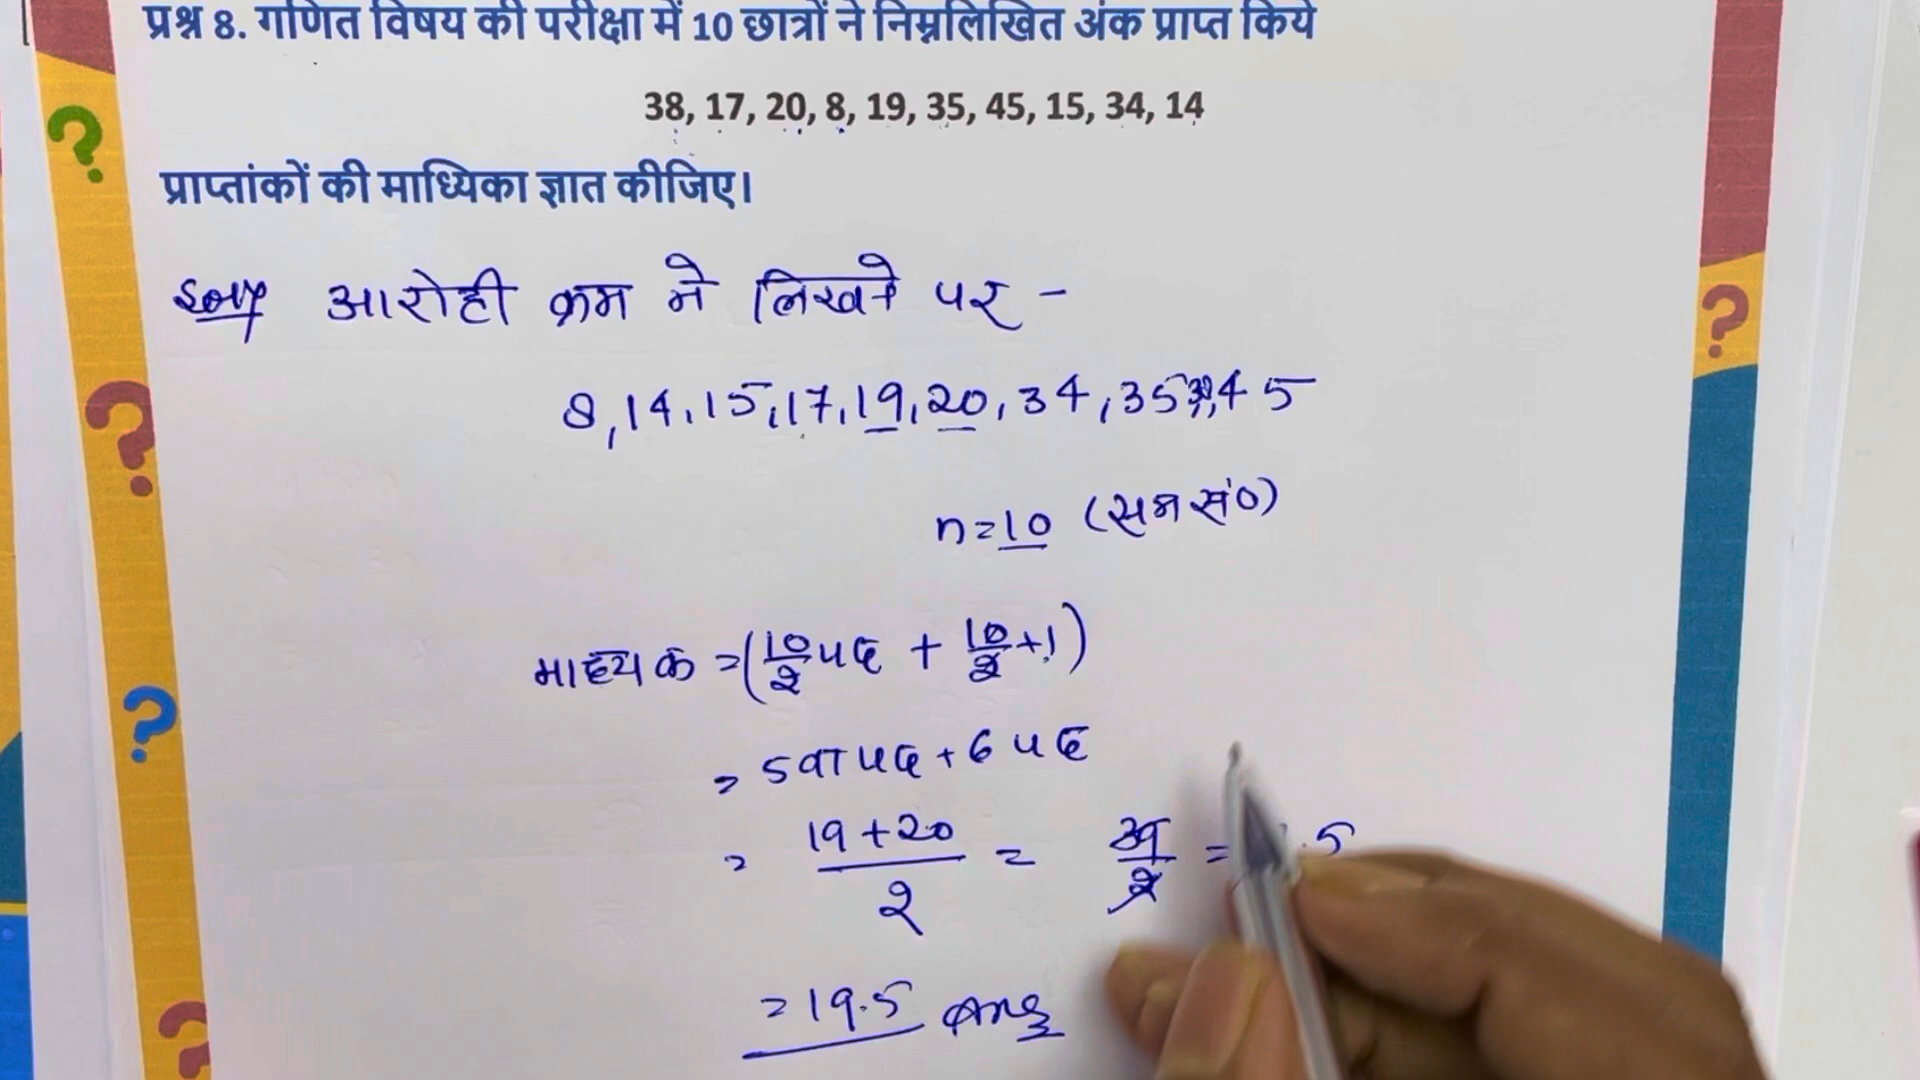 प्रश्न 8. गणित विषय की परीक्षा में 10 छात्रों ने निम्नलिखित अंक प्राप्त किये
38, 17, 20, 8, 19, 35, 45, 15, 34, 14
प्राप्तांकों की माध्यिका ज्ञात कीजिए।
Soln आरोही क्रम मे लिखने पर -
8, 14, 15, 17, 19, 20, 34, 35, 38, 45
n = 10 (सम सं०)
माध्यक = (10/2 पद + 10/2 + 1)
= 5वा पद + 6 पद
= 19 + 20 / 2 = 39 / 2 = .5
= 19.5 Ans